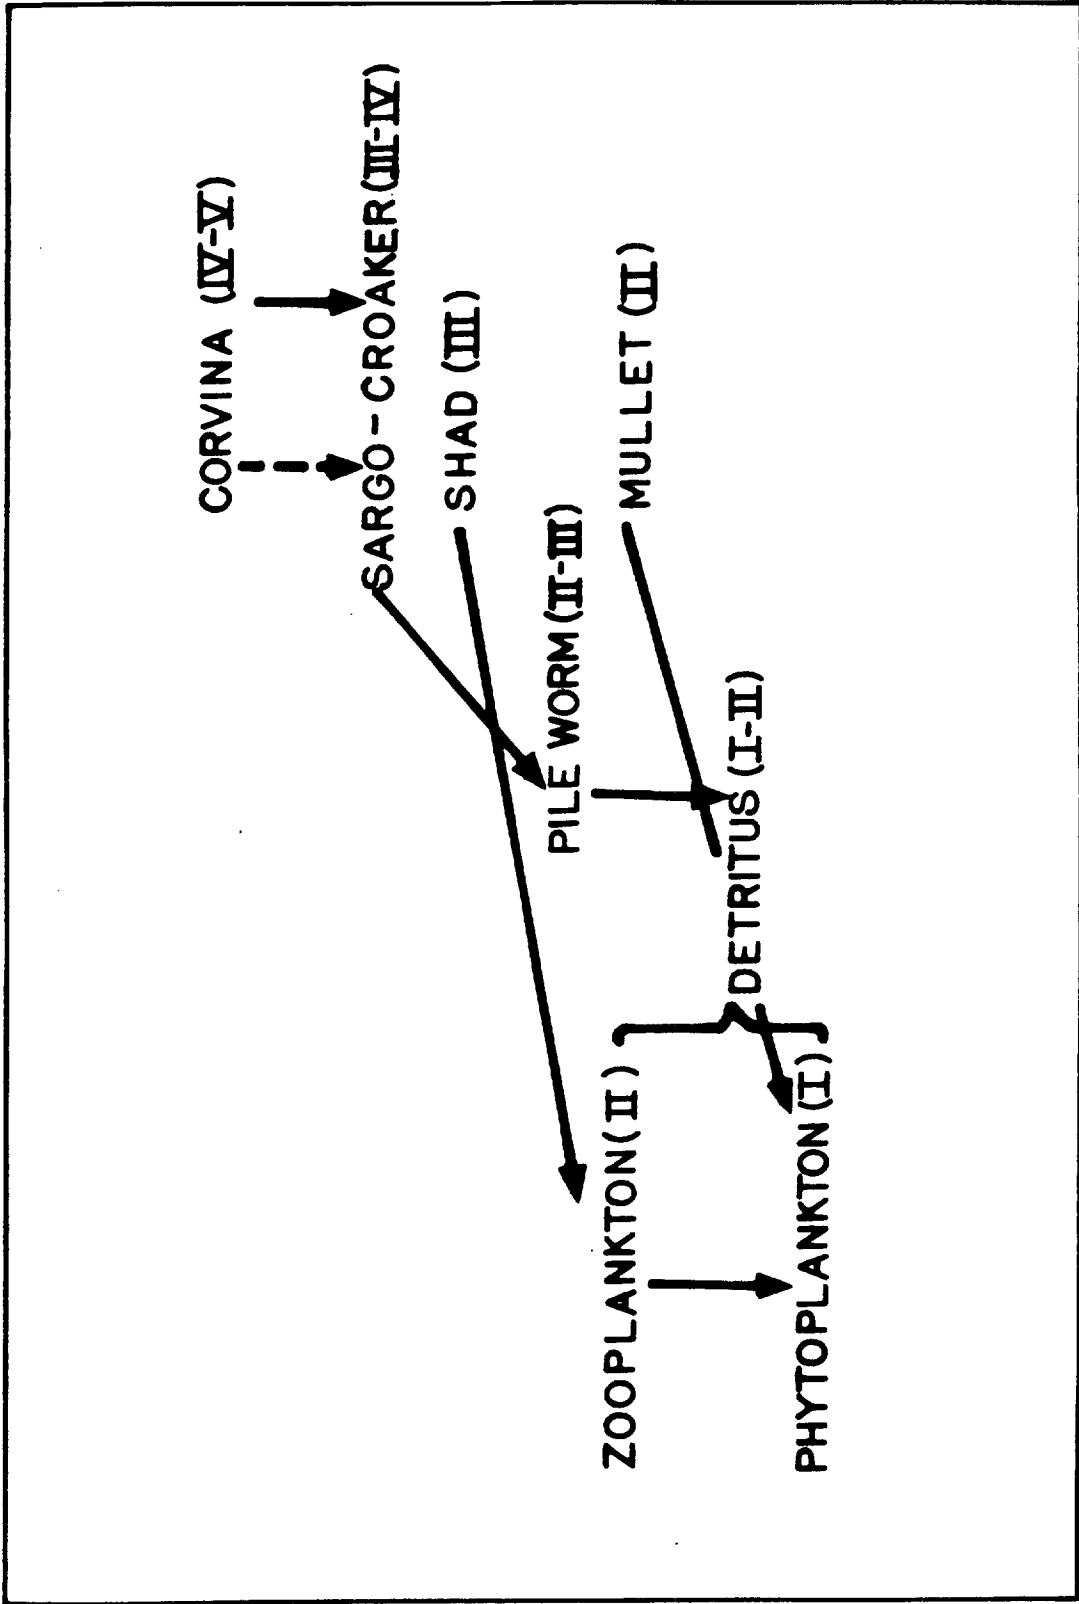 CORVINA (IV-V)
SARGO-CROAKER(III-IV)
SHAD (III)
PILE WORM(II-III)
MULLET (II)
ZOOPLANKTON(II)
DETRITUS (I-II)
PHYTOPLANKTON(I)